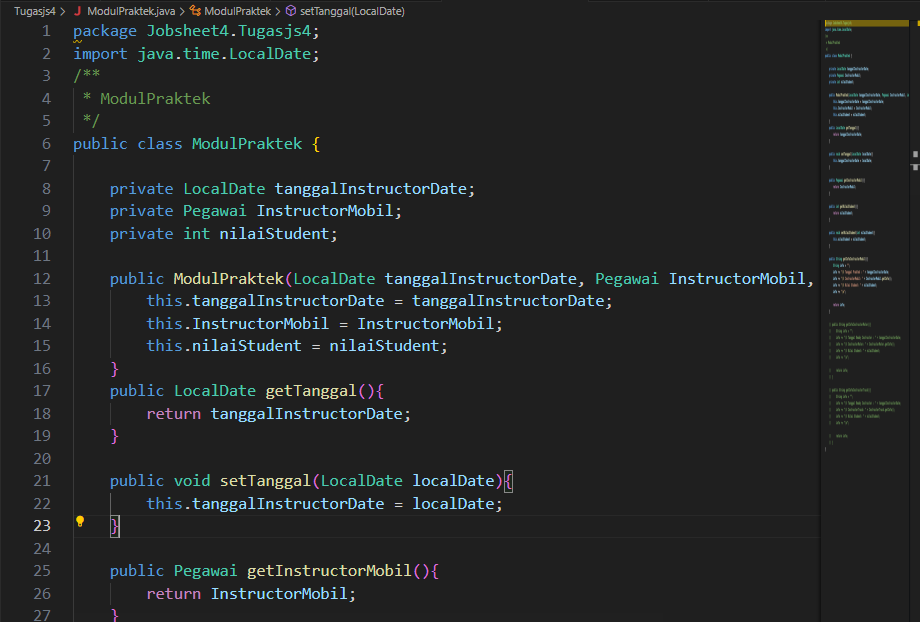 Tugasjs4 > J ModulPraktek.java > ModulPraktek > setTanggal(LocalDate)
1 package Jobsheet4.Tugasjs4;
2 import java.time.LocalDate;
3 /**
4 * ModulPraktek
5 */
6 public class ModulPraktek {
7
8 private LocalDate tanggalInstructorDate;
9 private Pegawai InstructorMobil;
10 private int nilaiStudent;
11
12 public ModulPraktek(LocalDate tanggalInstructorDate, Pegawai InstructorMobil,
13 this.tanggalInstructorDate = tanggalInstructorDate;
14 this.InstructorMobil = InstructorMobil;
15 this.nilaiStudent = nilaiStudent;
16 }
17 public LocalDate getTanggal(){
18 return tanggalInstructorDate;
19 }
20
21 public void setTanggal(LocalDate localDate){
22 this.tanggalInstructorDate = localDate;
23 }
24
25 public Pegawai getInstructorMobil(){
26 return InstructorMobil;
27 }